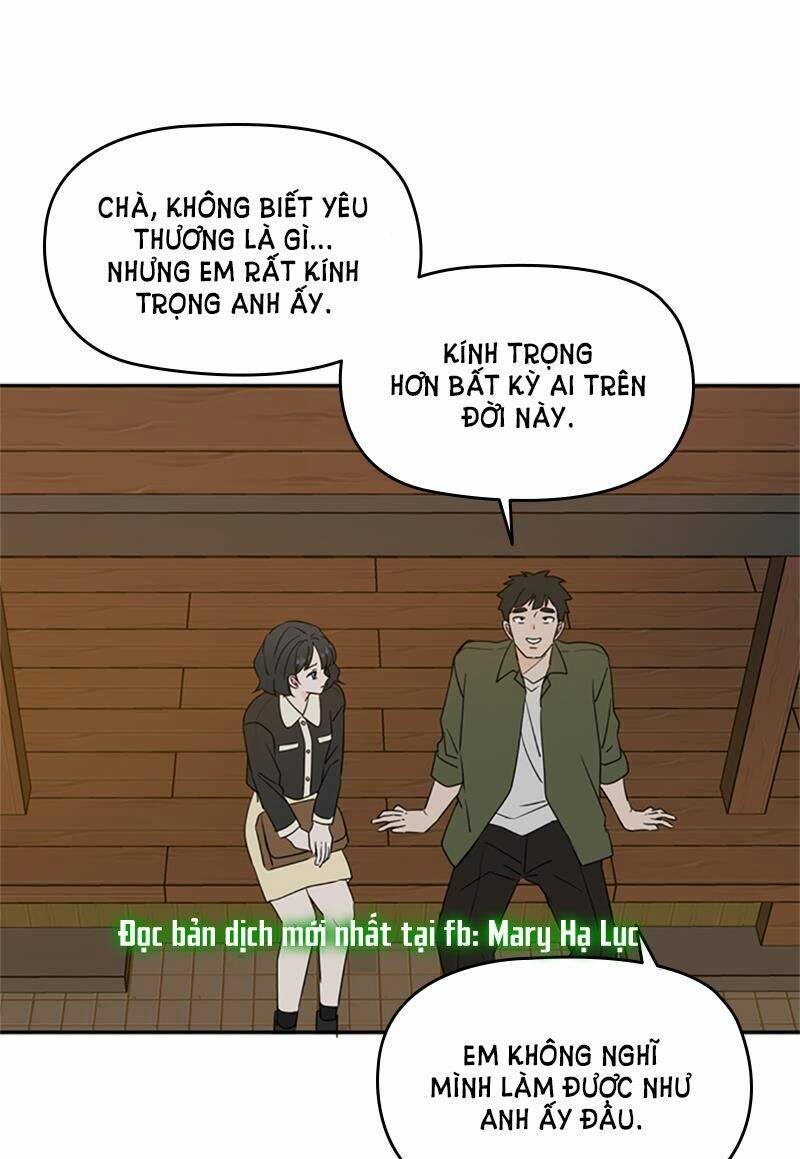 CHÀ, KHÔNG BIẾT YÊU
THƯƠNG LÀ GÌ...
NHƯNG EM RẤT KÍNH
TRỌNG ANH ẤY.
KÍNH TRỌNG
HƠN BẤT KỲ AI TRÊN
ĐỜI NÀY.
Đọc bản dịch mới nhất tại fb: Mary Hạ Lục
EM KHÔNG NGHĨ
MÌNH LÀM ĐƯỢC NHƯ
ANH ẤY ĐÂU.